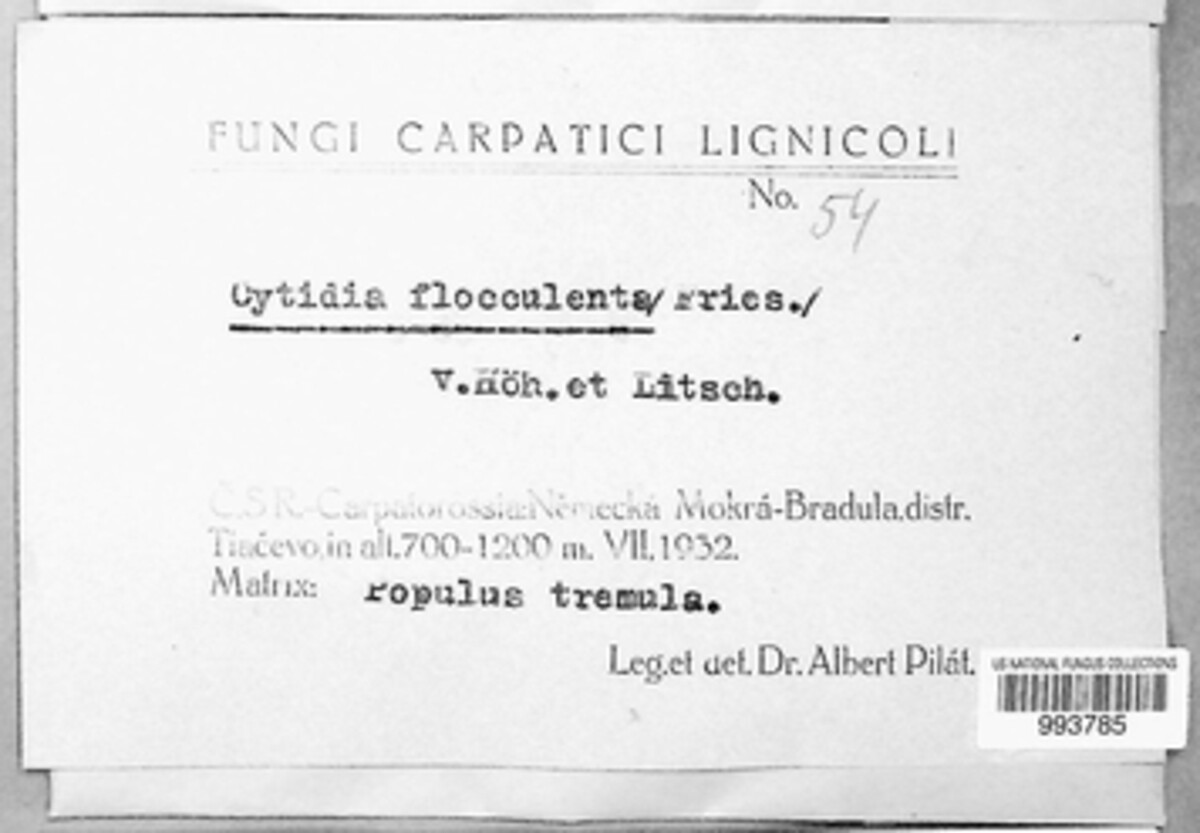 FUNGI CARPATICI LIGNICOLI
No. 54
Cytidia flocculenta/Fries./
V.Höh.et Litsch.
Č.S R.-Carpatorossia:Německá Mokrá-Bradula,distr.
Tiačevo,in alt.700-1200 m. VII.1932.
Matrix: Populus tremula.
Leg.et det. Dr. Albert Pilát.
US NATIONAL FUNGUS COLLECTIONS
993785